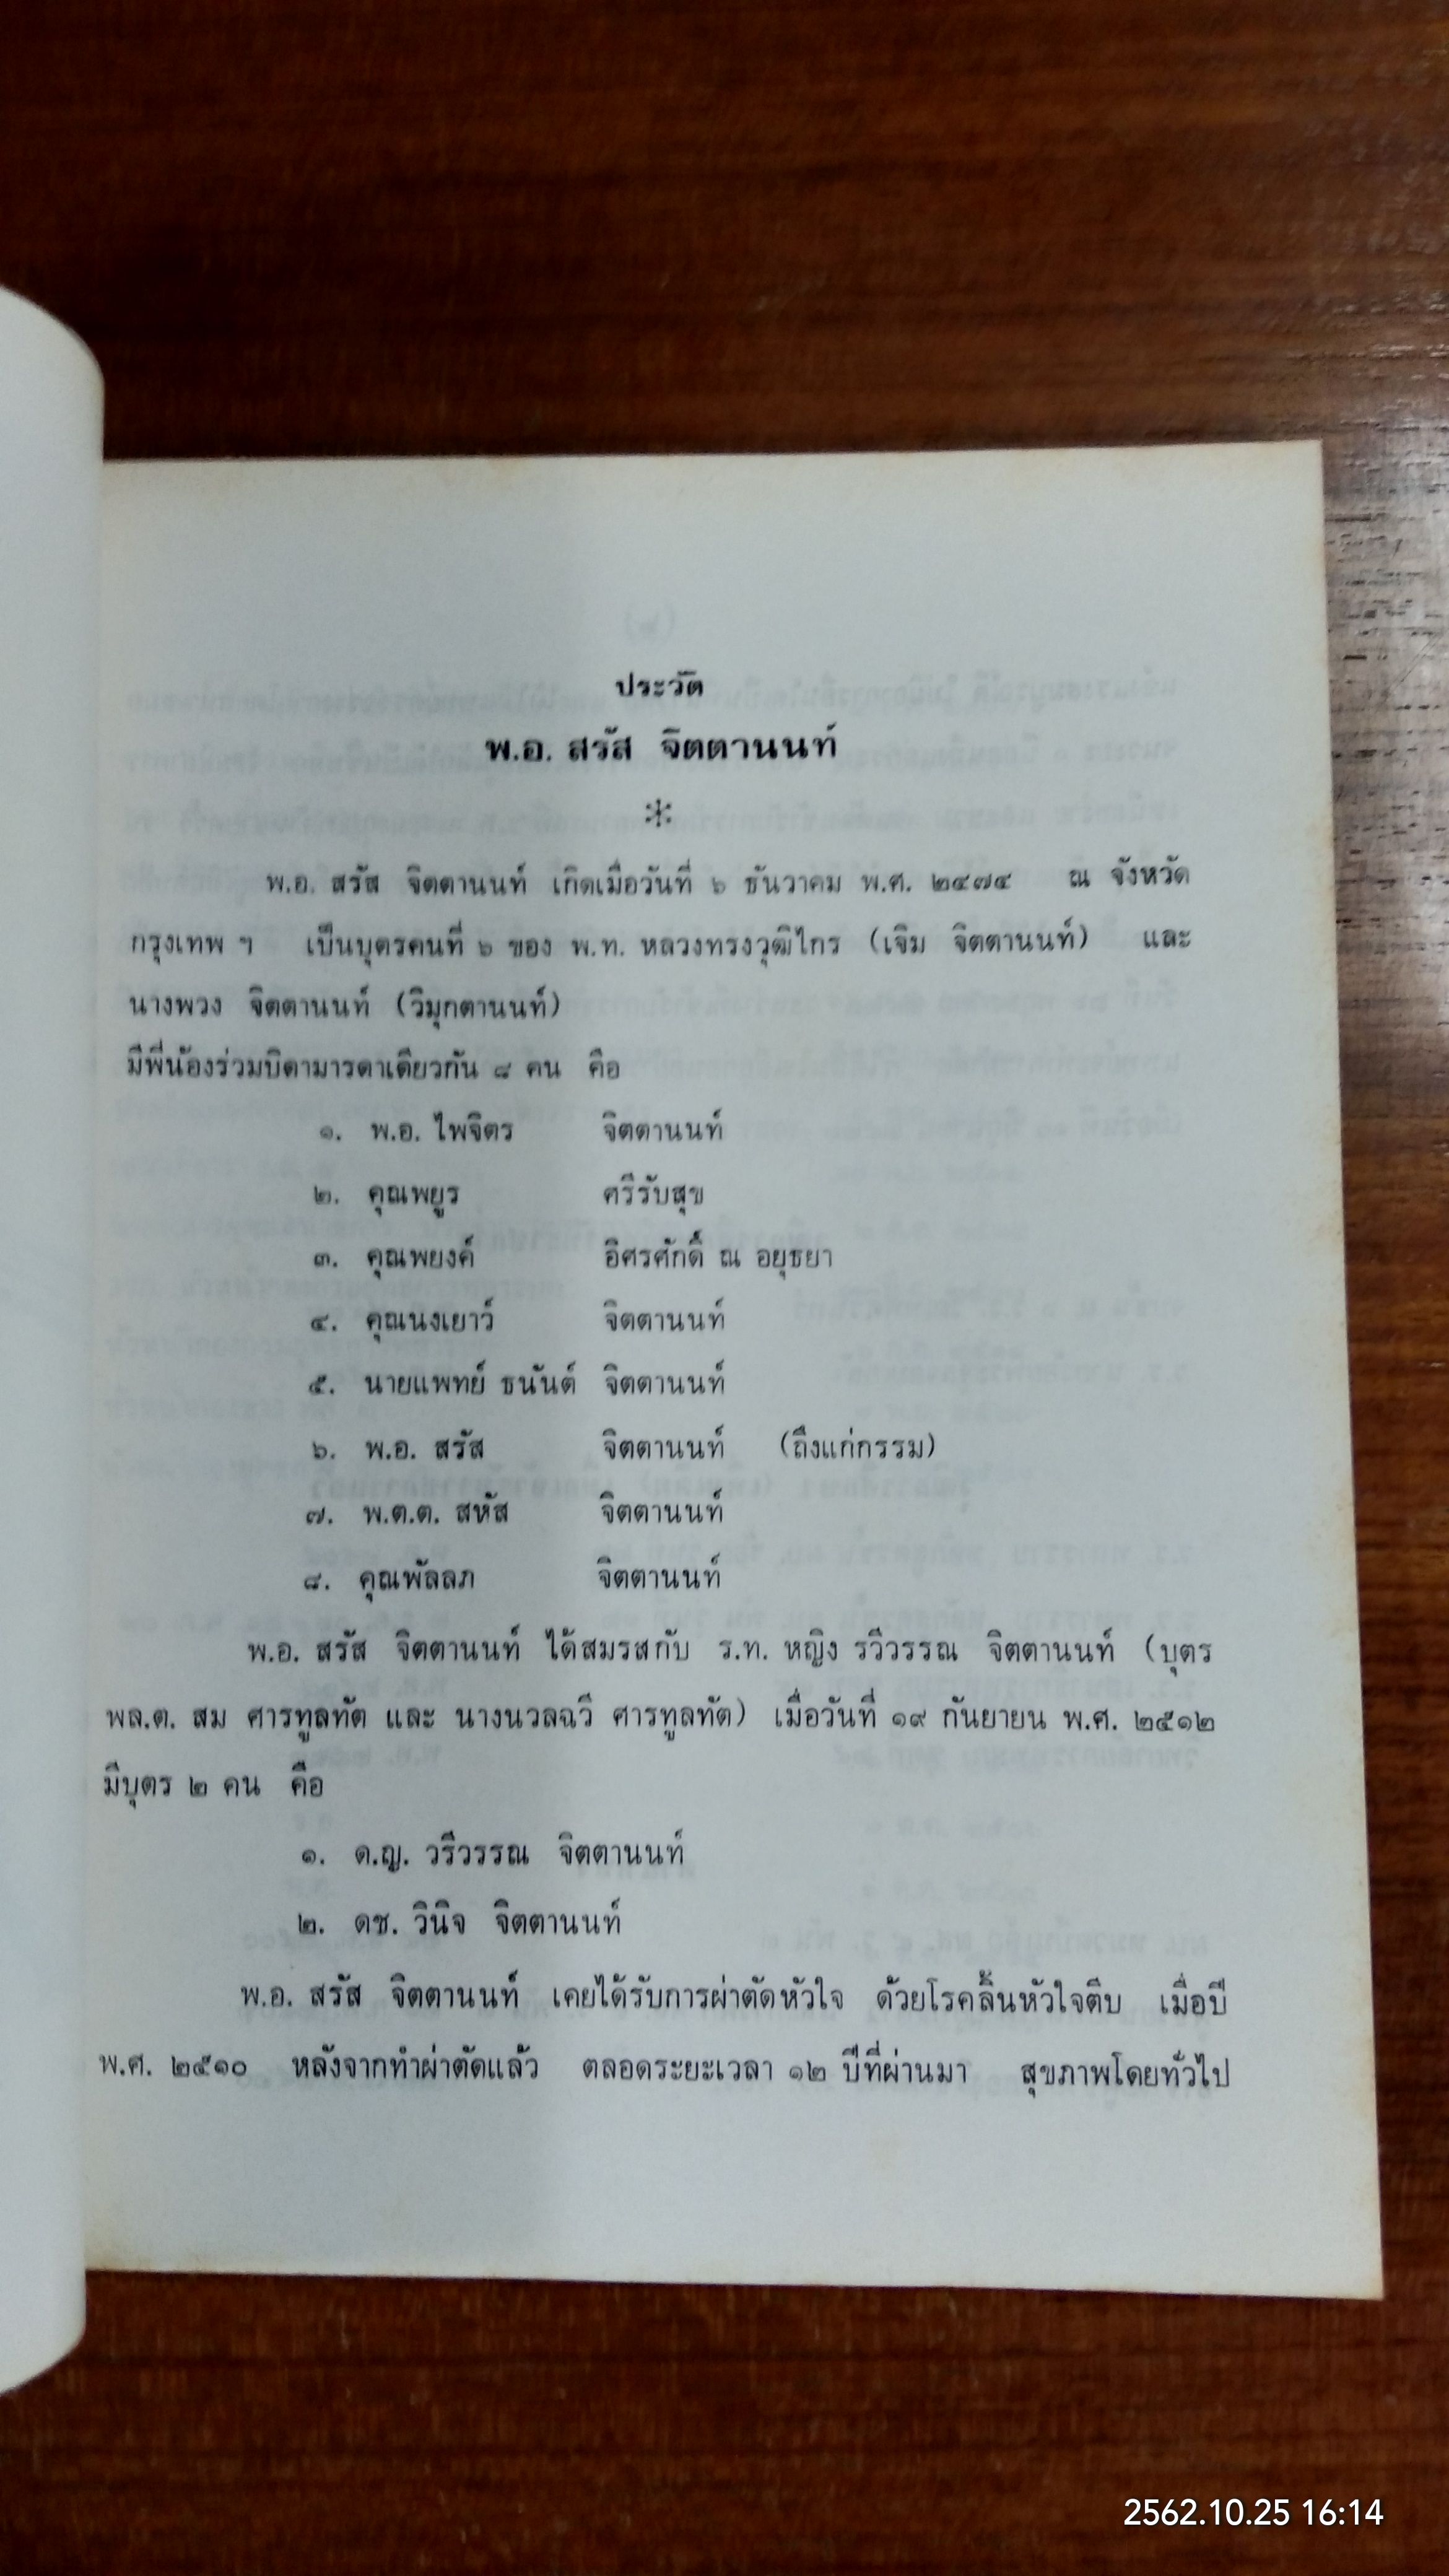 ประวัต
พ.อ. สรัส จิตตานนท์
พ.อ. สรัส จิตตานนท์ เกิดเมื่อวันที่ ๖ ธันวาคม พ.ศ. ๒๔๗๔ ณ จังหวัด
กรุงเทพ ฯ เป็นบุตรคนที่ ๖ ของ พ.ท. หลวงทรงวุฒิไกร (เจิม จิตตานนท์) และ
นางพวง จิตตานนท์ (วิมุกตานนท์)
มีพี่น้องร่วมบิดามารดาเดียวกัน ๘ คน คือ
๑. พ.อ. ไพจิตร จิตตานนท์
๒. คุณพยูร ศรีรับสุข
๓. คุณพยงค์ อิศรศักดิ์ ณ อยุธยา
๔. คุณนงเยาว์ จิตตานนท์
๕. นายแพทย์ ธนันต์ จิตตานนท์
๖. พ.อ. สรัส จิตตานนท์ (ถึงแก่กรรม)
๗. พ.ต.ต. สหัส จิตตานนท์
๘. คุณพัลลภ จิตตานนท์
พ.อ. สรัส จิตตานนท์ ได้สมรสกับ ร.ท. หญิง รวีวรรณ จิตตานนท์ (บุตร
พล.ต. สม ศารทูลทัต และ นางนวลฉวี ศารทูลทัต) เมื่อวันที่ ๑๙ กันยายน พ.ศ. ๒๕๑๒
มีบุตร ๒ คน คือ
๑. ด.ญ. วรีวรรณ จิตตานนท์
๒. ดช. วินิจ จิตตานนท์
พ.อ. สรัส จิตตานนท์ เคยได้รับการผ่าตัดหัวใจ ด้วยโรคลิ้นหัวใจตีบ เมื่อปี
พ.ศ. ๒๕๑๐ หลังจากทำผ่าตัดแล้ว ตลอดระยะเวลา ๑๒ ปีที่ผ่านมา สุขภาพโดยทั่วไป
2562.10.25 16:14